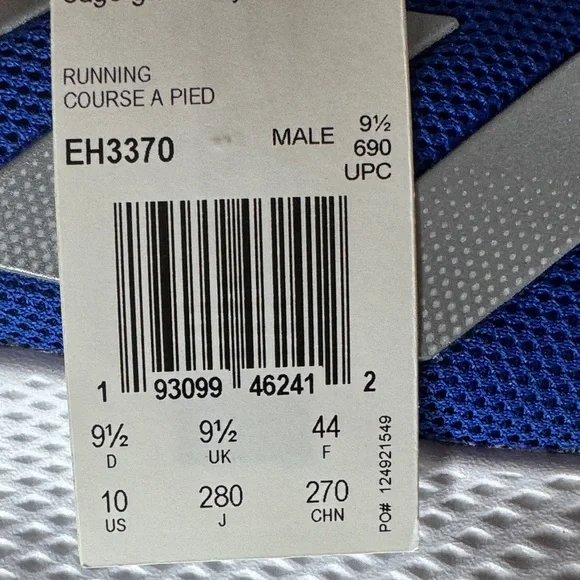 RUNNING
COURSE A PIED
EH3370 MALE 9½
690
UPC
1 93099 46241 2
9½ 9½ 44
D UK F
10 280 270
US J CHN
PO# 124921549